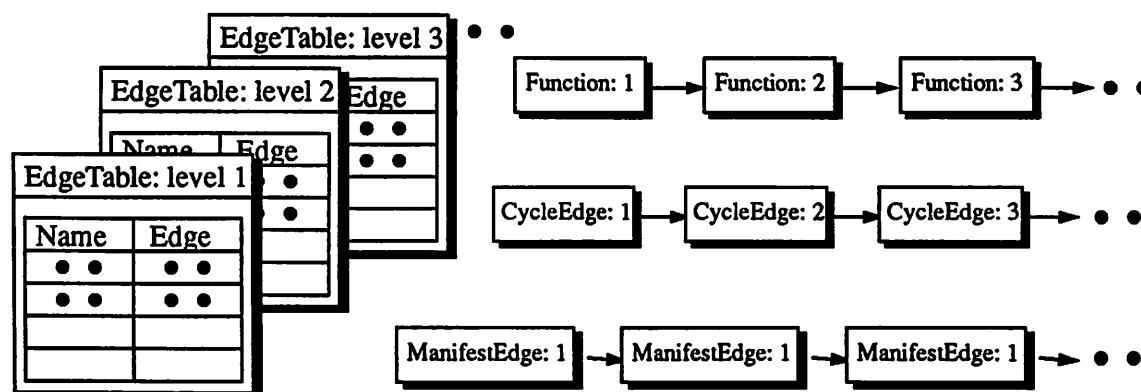 EdgeTable: level 3
Edge
EdgeTable: level 2
Name Edge
EdgeTable: level 1
Name Edge
Function: 1 Function: 2 Function: 3
CycleEdge: 1 CycleEdge: 2 CycleEdge: 3
ManifestEdge: 1 ManifestEdge: 1 ManifestEdge: 1